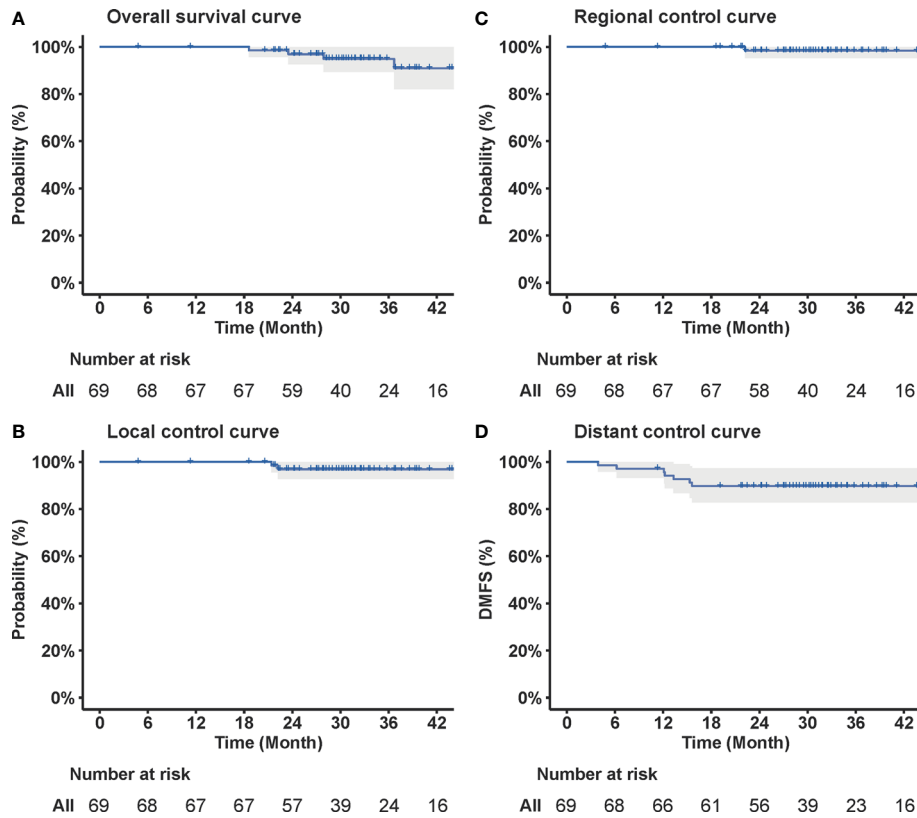 A Overall survival curve
Probability (%)
100%
80%
60%
40%
20%
0%
0 6 12 18 24 30 36 42
Time (Month)
Number at risk
All 69 68 67 67 59 40 24 16
C Regional control curve
Probability (%)
100%
80%
60%
40%
20%
0%
0 6 12 18 24 30 36 42
Time (Month)
Number at risk
All 69 68 67 67 58 40 24 16
B Local control curve
Probability (%)
100%
80%
60%
40%
20%
0%
0 6 12 18 24 30 36 42
Time (Month)
Number at risk
All 69 68 67 67 57 39 24 16
D Distant control curve
DMFS (%)
100%
80%
60%
40%
20%
0%
0 6 12 18 24 30 36 42
Time (Month)
Number at risk
All 69 68 66 61 56 39 23 16